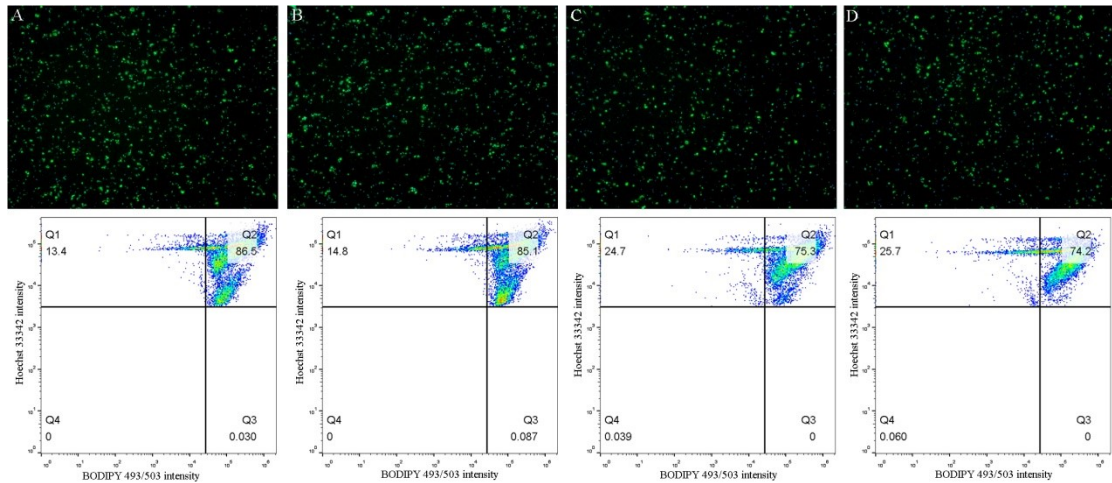 A
B
C
D
Q1
13.4
Q2
86.5
Q4
0
Q3
0.030
Hoechst 33342 intensity
BODIPY 493/503 intensity
Q1
14.8
Q2
85.1
Q4
0
Q3
0.087
Hoechst 33342 intensity
BODIPY 493/503 intensity
Q1
24.7
Q2
75.3
Q4
0.039
Q3
0
Hoechst 33342 intensity
BODIPY 493/503 intensity
Q1
25.7
Q2
74.2
Q4
0.060
Q3
0
Hoechst 33342 intensity
BODIPY 493/503 intensity